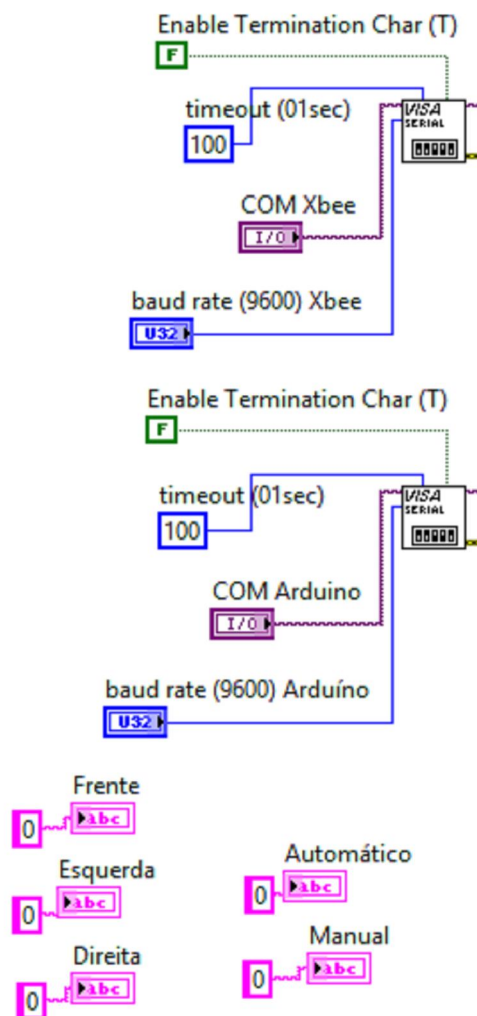 Enable Termination Char (T)
F
timeout (01sec)
100
VISA
SERIAL
COM Xbee
I/O
baud rate (9600) Xbee
U32
Enable Termination Char (T)
F
timeout (01sec)
100
VISA
SERIAL
COM Arduino
I/O
baud rate (9600) Arduíno
U32
Frente
0 abc
Esquerda
0 abc
Automático
0 abc
Direita
0 abc
Manual
0 abc